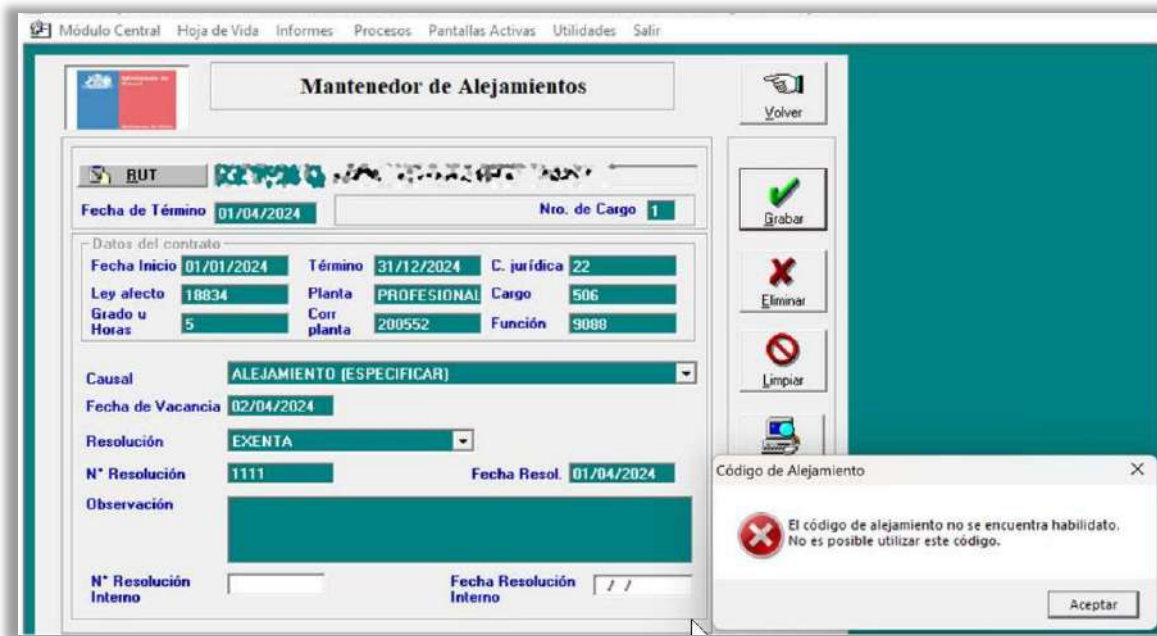 Módulo Central Hoja de Vida Informes Procesos Pantallas Activas Utilidades Salir
Mantenedor de Alejamientos
Volver
RUT
Fecha de Término 01/04/2024 Nro. de Cargo 1
Grabar
Datos del contrato
Fecha Inicio 01/01/2024 Término 31/12/2024 C. jurídica 22
Ley afecto 18834 Planta PROFESIONAL Cargo 506
Grado u Horas 5 Corr planta 200552 Función 9088
Eliminar
Causal ALEJAMIENTO (ESPECIFICAR)
Limpiar
Fecha de Vacancia 02/04/2024
Resolución EXENTA
N° Resolución 1111 Fecha Resol. 01/04/2024
Observación
N° Resolución Interno Fecha Resolución Interno / /
Código de Alejamiento
El código de alejamiento no se encuentra habilidato.
No es posible utilizar este código.
Aceptar